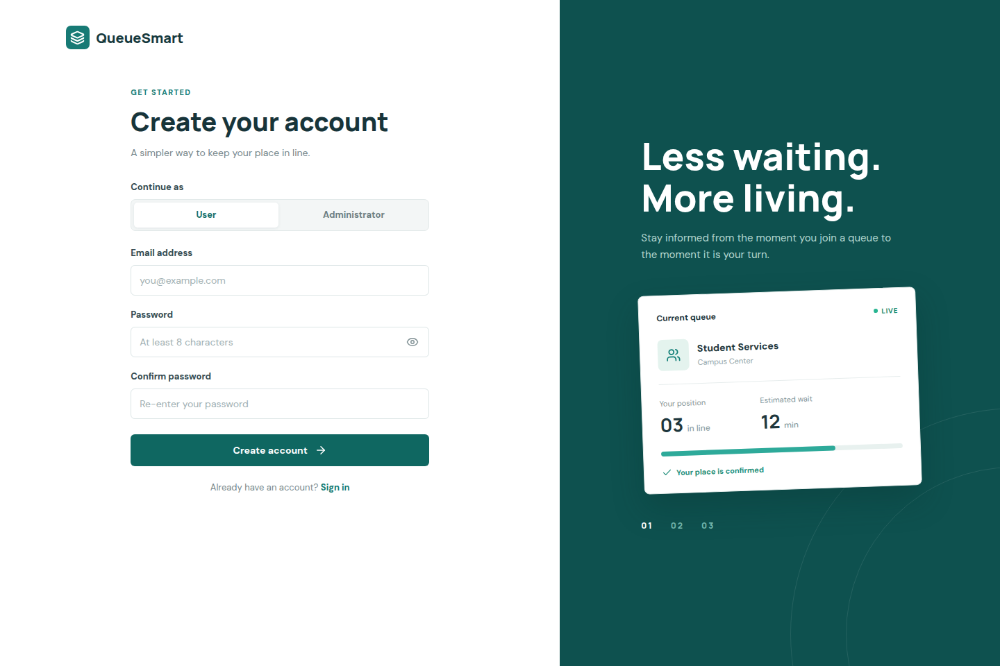 QueueSmart
GET STARTED
Create your account
A simpler way to keep your place in line.
Continue as
User
Administrator
Email address
you@example.com
Password
At least 8 characters
Confirm password
Re-enter your password
Create account
Already have an account? Sign in
Less waiting.
More living.
Stay informed from the moment you join a queue to
the moment it is your turn.
Current queue
LIVE
Student Services
Campus Center
Your position
Estimated wait
03 in line
12 min
Your place is confirmed
01 02 03